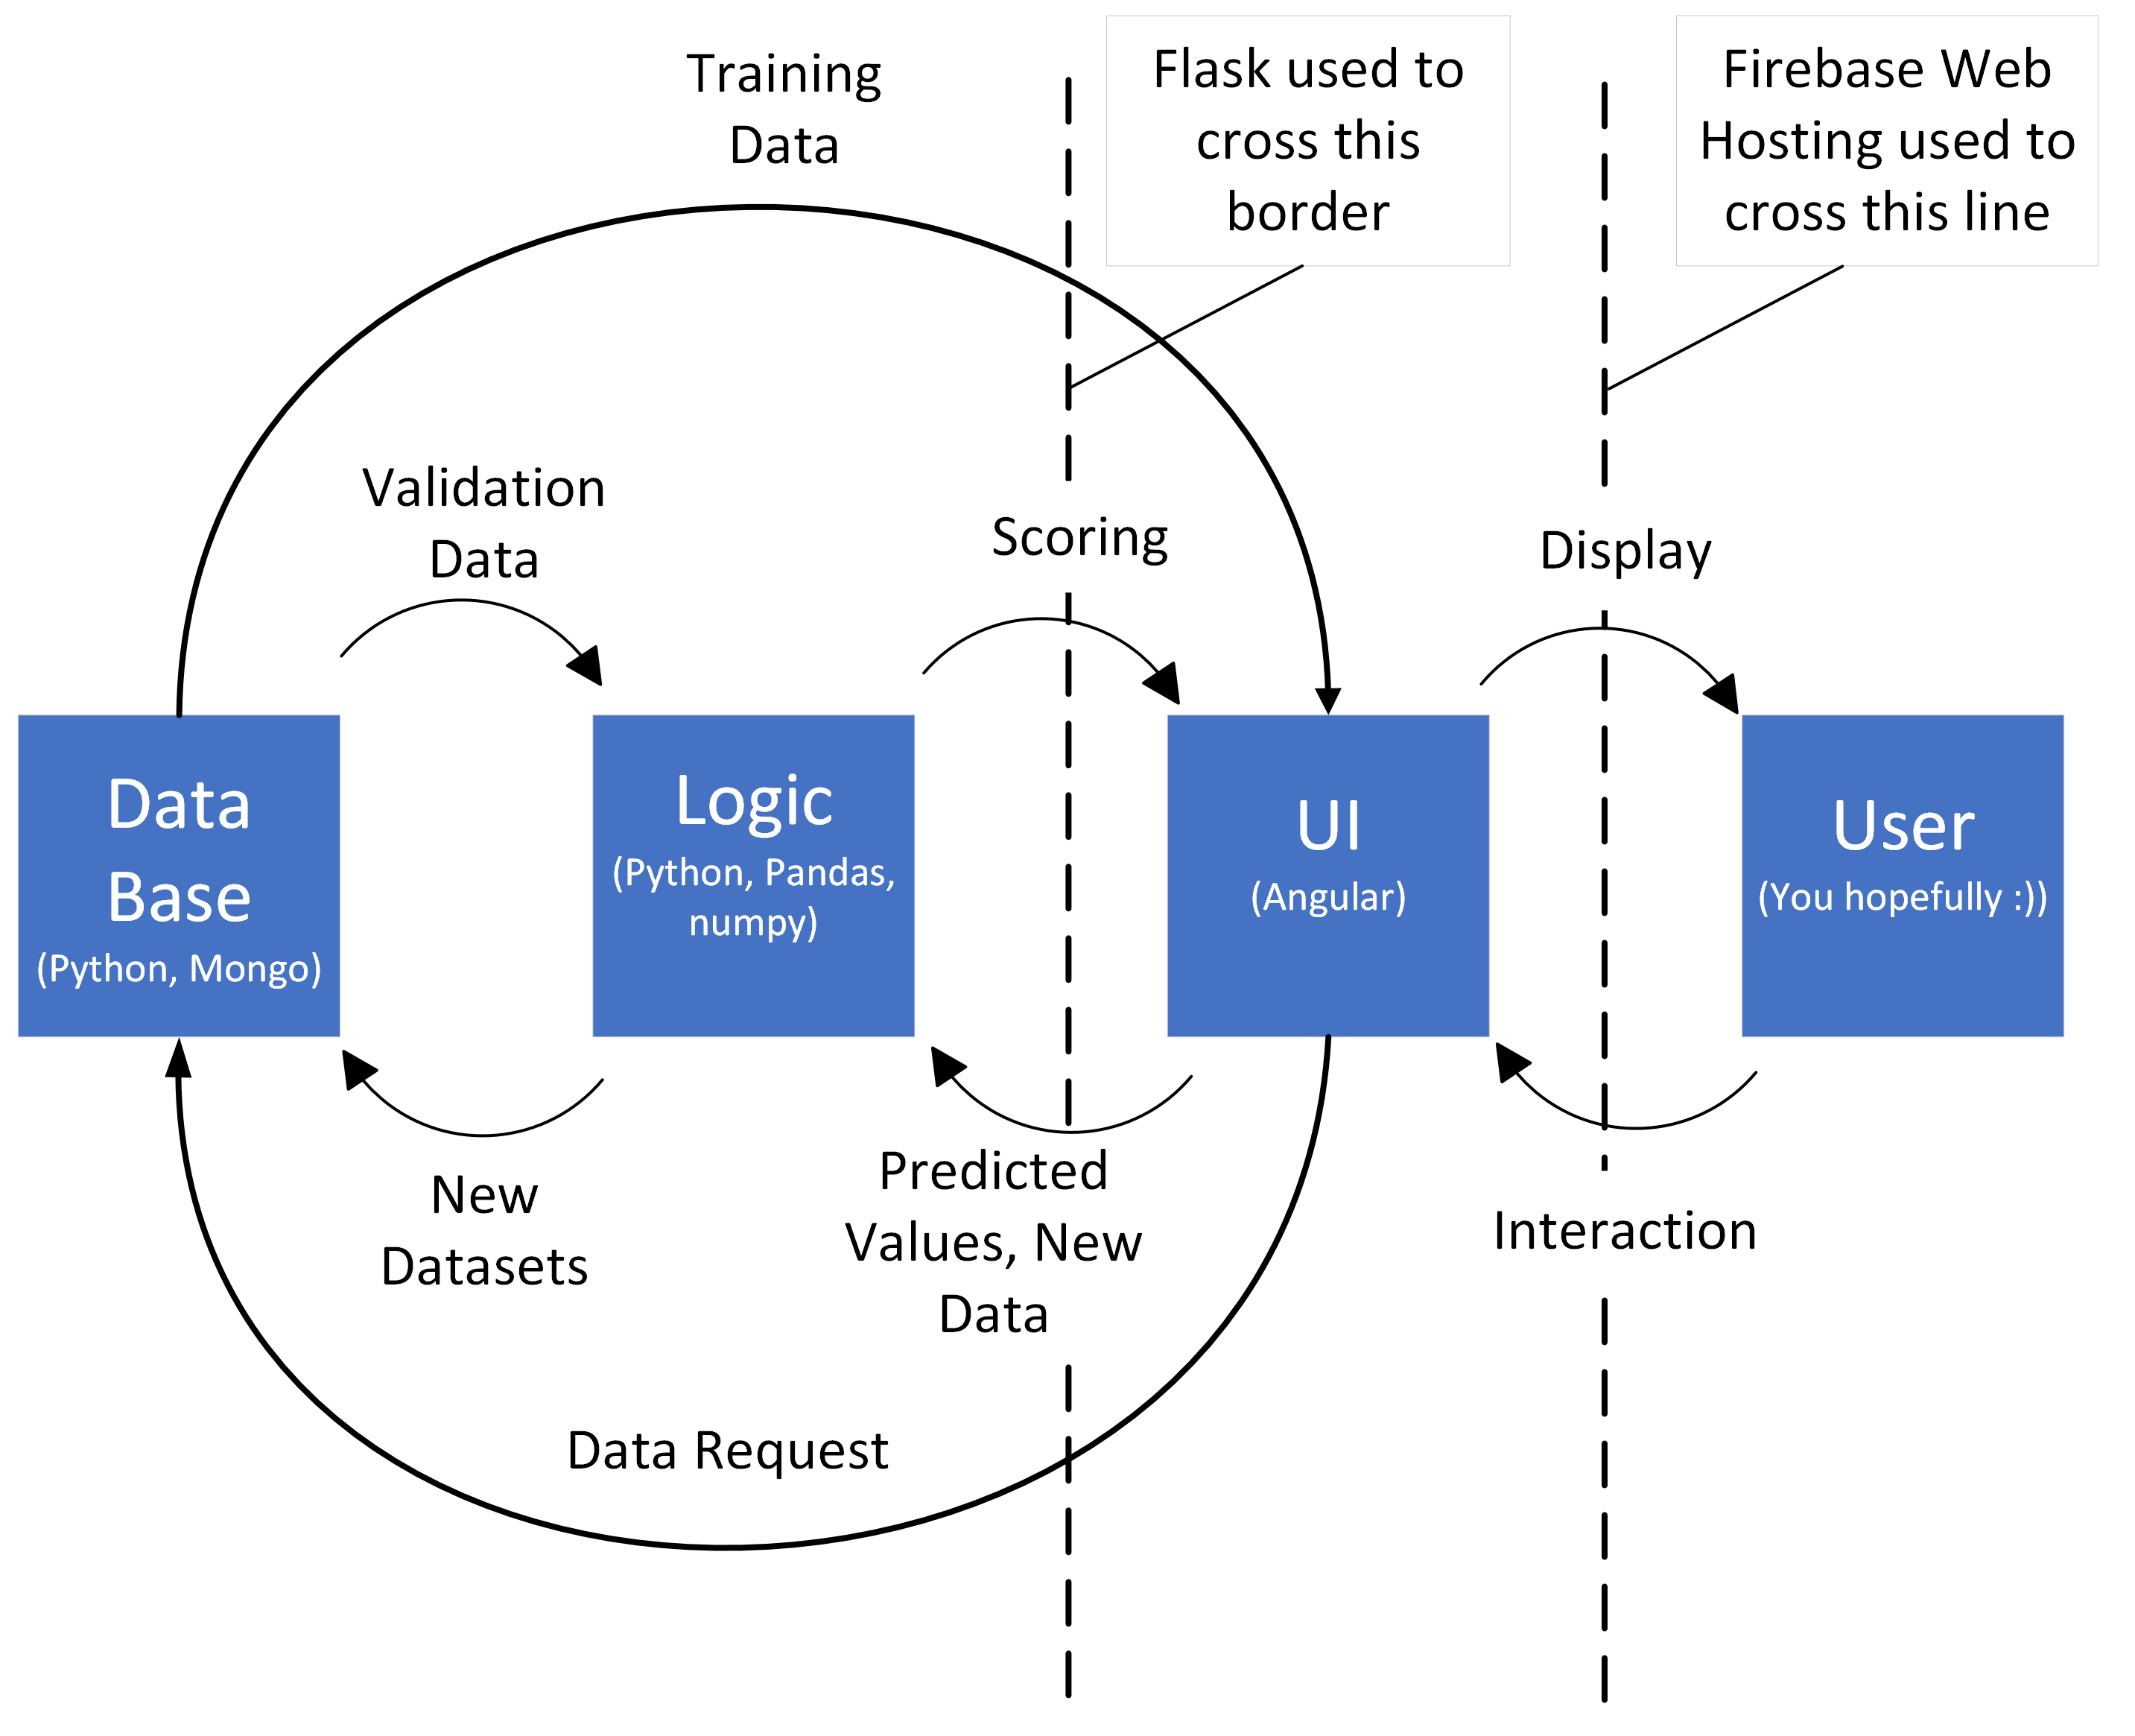 Training
Data
Flask used to
cross this
border
Firebase Web
Hosting used to
cross this line
Validation
Data
Scoring
Display
Data
Base
(Python, Mongo)
Logic
(Python, Pandas,
numpy)
UI
(Angular)
User
(You hopefully :))
New
Datasets
Predicted
Values, New
Data
Interaction
Data Request